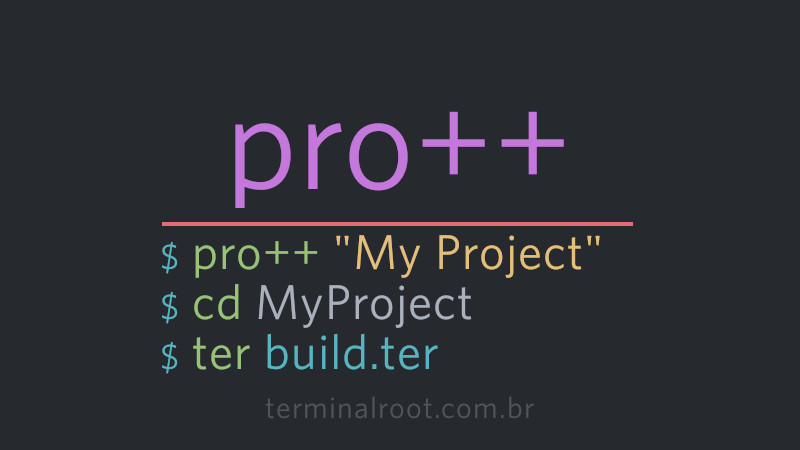 pro++
$ pro++ "My Project"
$ cd MyProject
$ ter build.ter
terminalroot.com.br